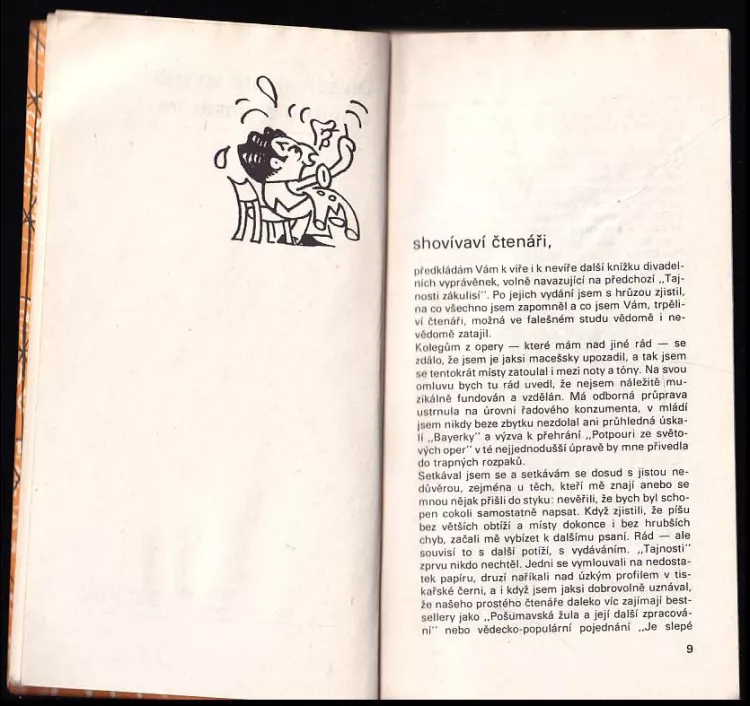 shovívaví čtenáři,
předkládám Vám k víře i k nevíře další knížku divadel-
ních vyprávěnek, volně navazující na předchozí „Taj-
nosti zákulisí". Po jejich vydání jsem s hrůzou zjistil,
na co všechno jsem zapomněl a co jsem Vám, trpěli-
ví čtenáři, možná ve falešném studu vědomě i ne-
vědomě zatajil.
Kolegům z opery — které mám nad jiné rád — se
zdálo, že jsem je jaksi macešsky upozadil, a tak jsem
se tentokrát místy zatoulal i mezi noty a tóny. Na svou
omluvu bych tu rád uvedl, že nejsem náležitě mu-
zikálně fundován a vzdělán. Má odborná průprava
ustrnula na úrovni řadového konzumenta, v mládí
jsem nikdy beze zbytku nezdolal ani průhledná úska-
lí „Bayerky" a výzva k přehrání „Potpouri ze světo-
vých oper" v té nejjednodušší úpravě by mne přivedla
do trapných rozpaků.
Setkával jsem se a setkávám se dosud s jistou ne-
důvěrou, zejména u těch, kteří mě znají anebo se
mnou nějak přišli do styku: nevěřili, že bych byl scho-
pen cokoli samostatně napsat. Když zjistili, že píšu
bez větších obtíží a místy dokonce i bez hrubších
chyb, začali mě vybízet k dalšímu psaní. Rád — ale
souvisí to s další potíží, s vydáváním. „Tajnosti"
zprvu nikdo nechtěl. Jedni se vymlouvali na nedosta-
tek papíru, druzí naříkali nad úzkým profilem v tis-
kařské černi, a i když jsem jaksi dobrovolně uznával,
že našeho prostého čtenáře daleko víc zajímají best-
sellery jako „Pošumavská žula a její další zpracová-
ní" nebo vědecko-populární pojednání „Je slepé
9